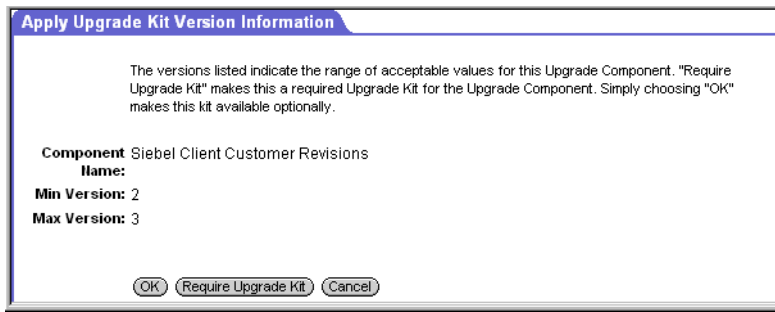 Apply Upgrade Kit Version Information
The versions listed indicate the range of acceptable values for this Upgrade Component. "Require
Upgrade Kit" makes this a required Upgrade Kit for the Upgrade Component. Simply choosing "OK"
makes this kit available optionally.
Component Siebel Client Customer Revisions
Name:
Min Version: 2
Max Version: 3
OK Require Upgrade Kit Cancel